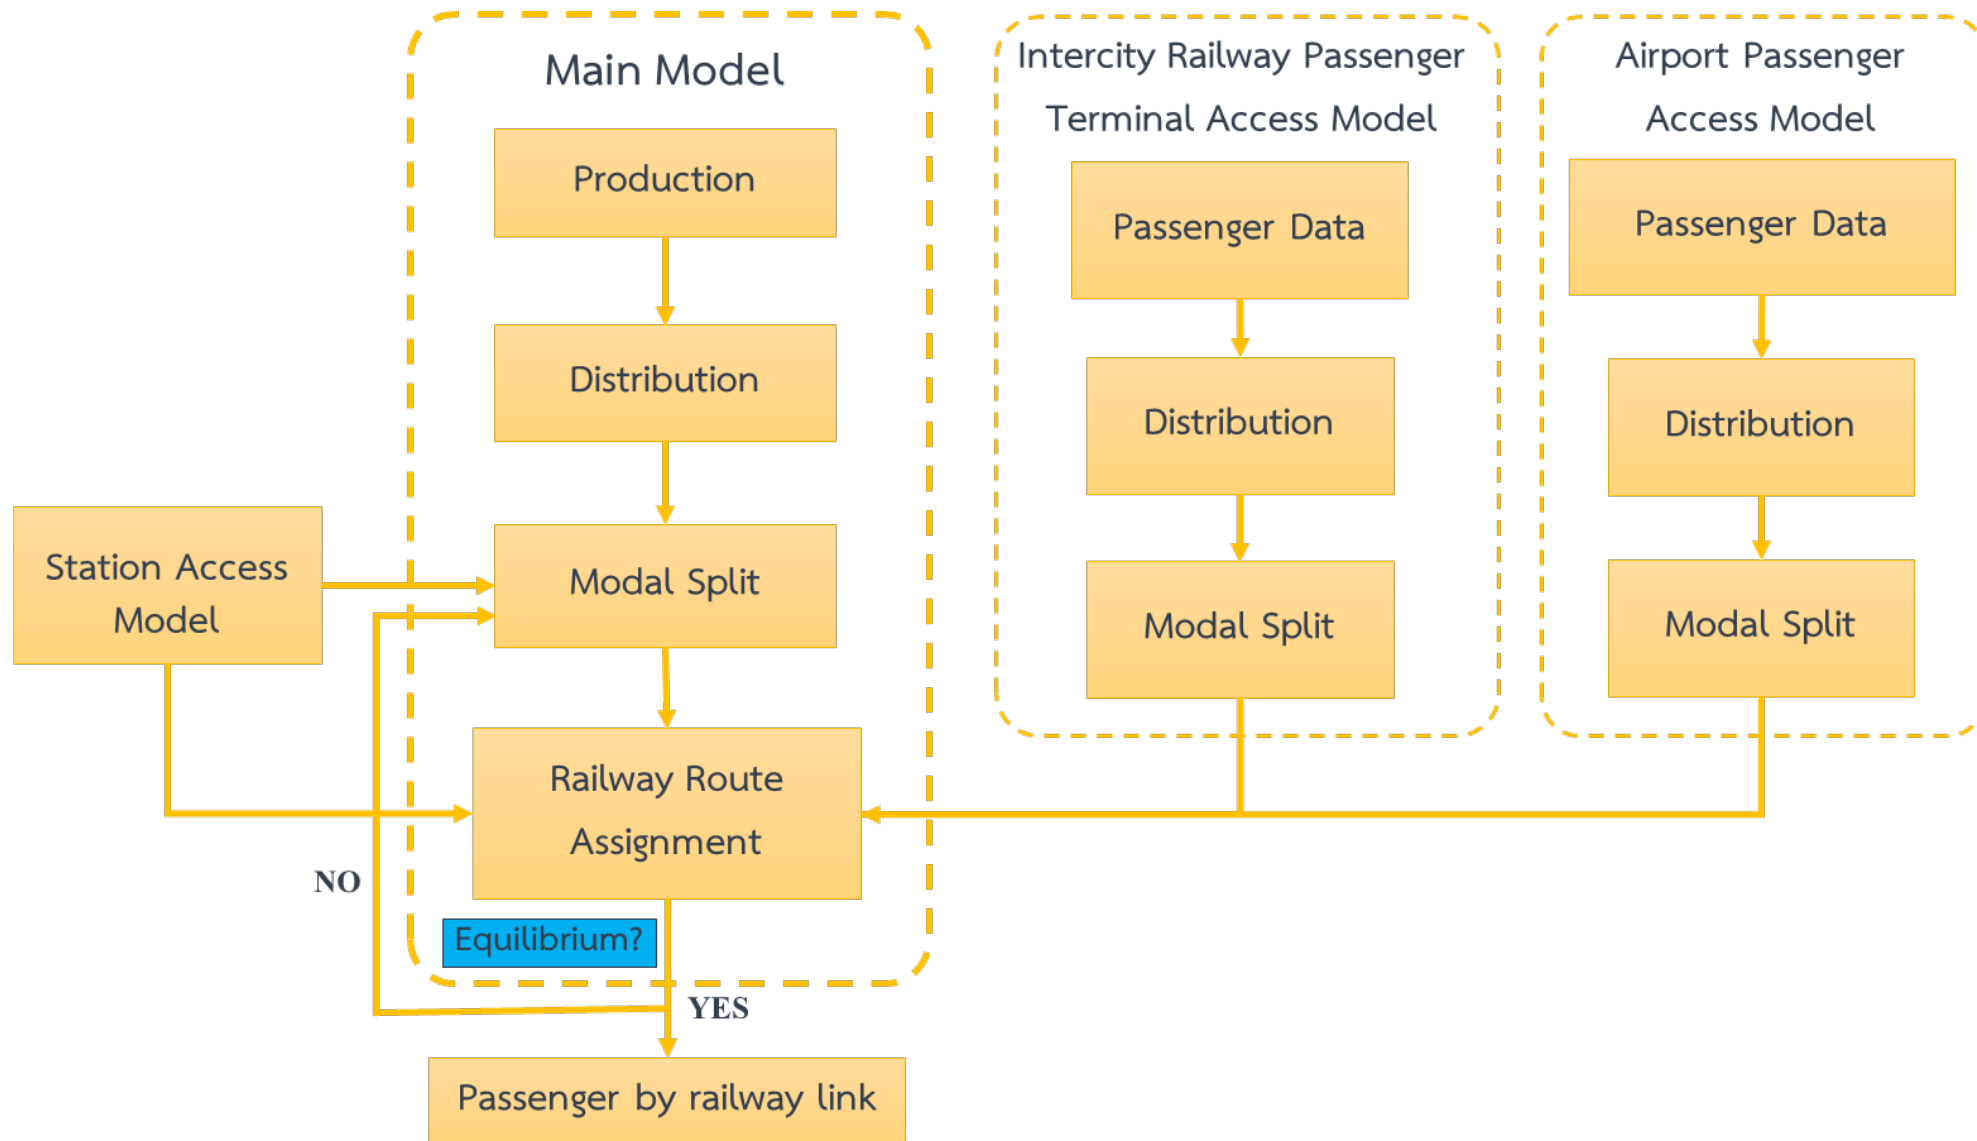 Main Model
Production
Distribution
Modal Split
Railway Route
Assignment
Equilibrium?
Station Access
Model
NO
YES
Passenger by railway link
Intercity Railway Passenger
Terminal Access Model
Passenger Data
Distribution
Modal Split
Airport Passenger
Access Model
Passenger Data
Distribution
Modal Split